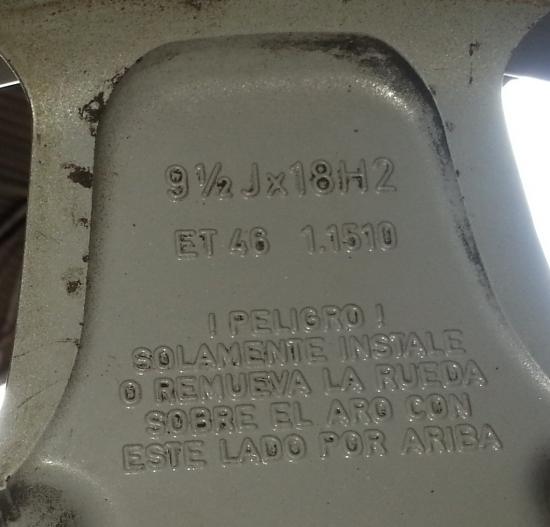 9½Jx18H2
ET 46 1.1510
! PELIGRO !
SOLAMENTE INSTALE
O REMUEVA LA RUEDA
SOBRE EL ARO CON
ESTE LADO POR ARIBA